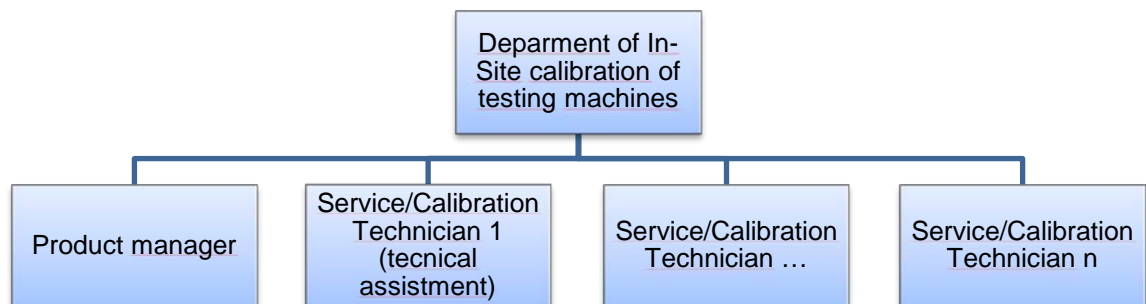 Deparment of In-
Site calibration of
testing machines
Product manager
Service/Calibration
Technician 1
(tecnical
assistment)
Service/Calibration
Technician …
Service/Calibration
Technician n